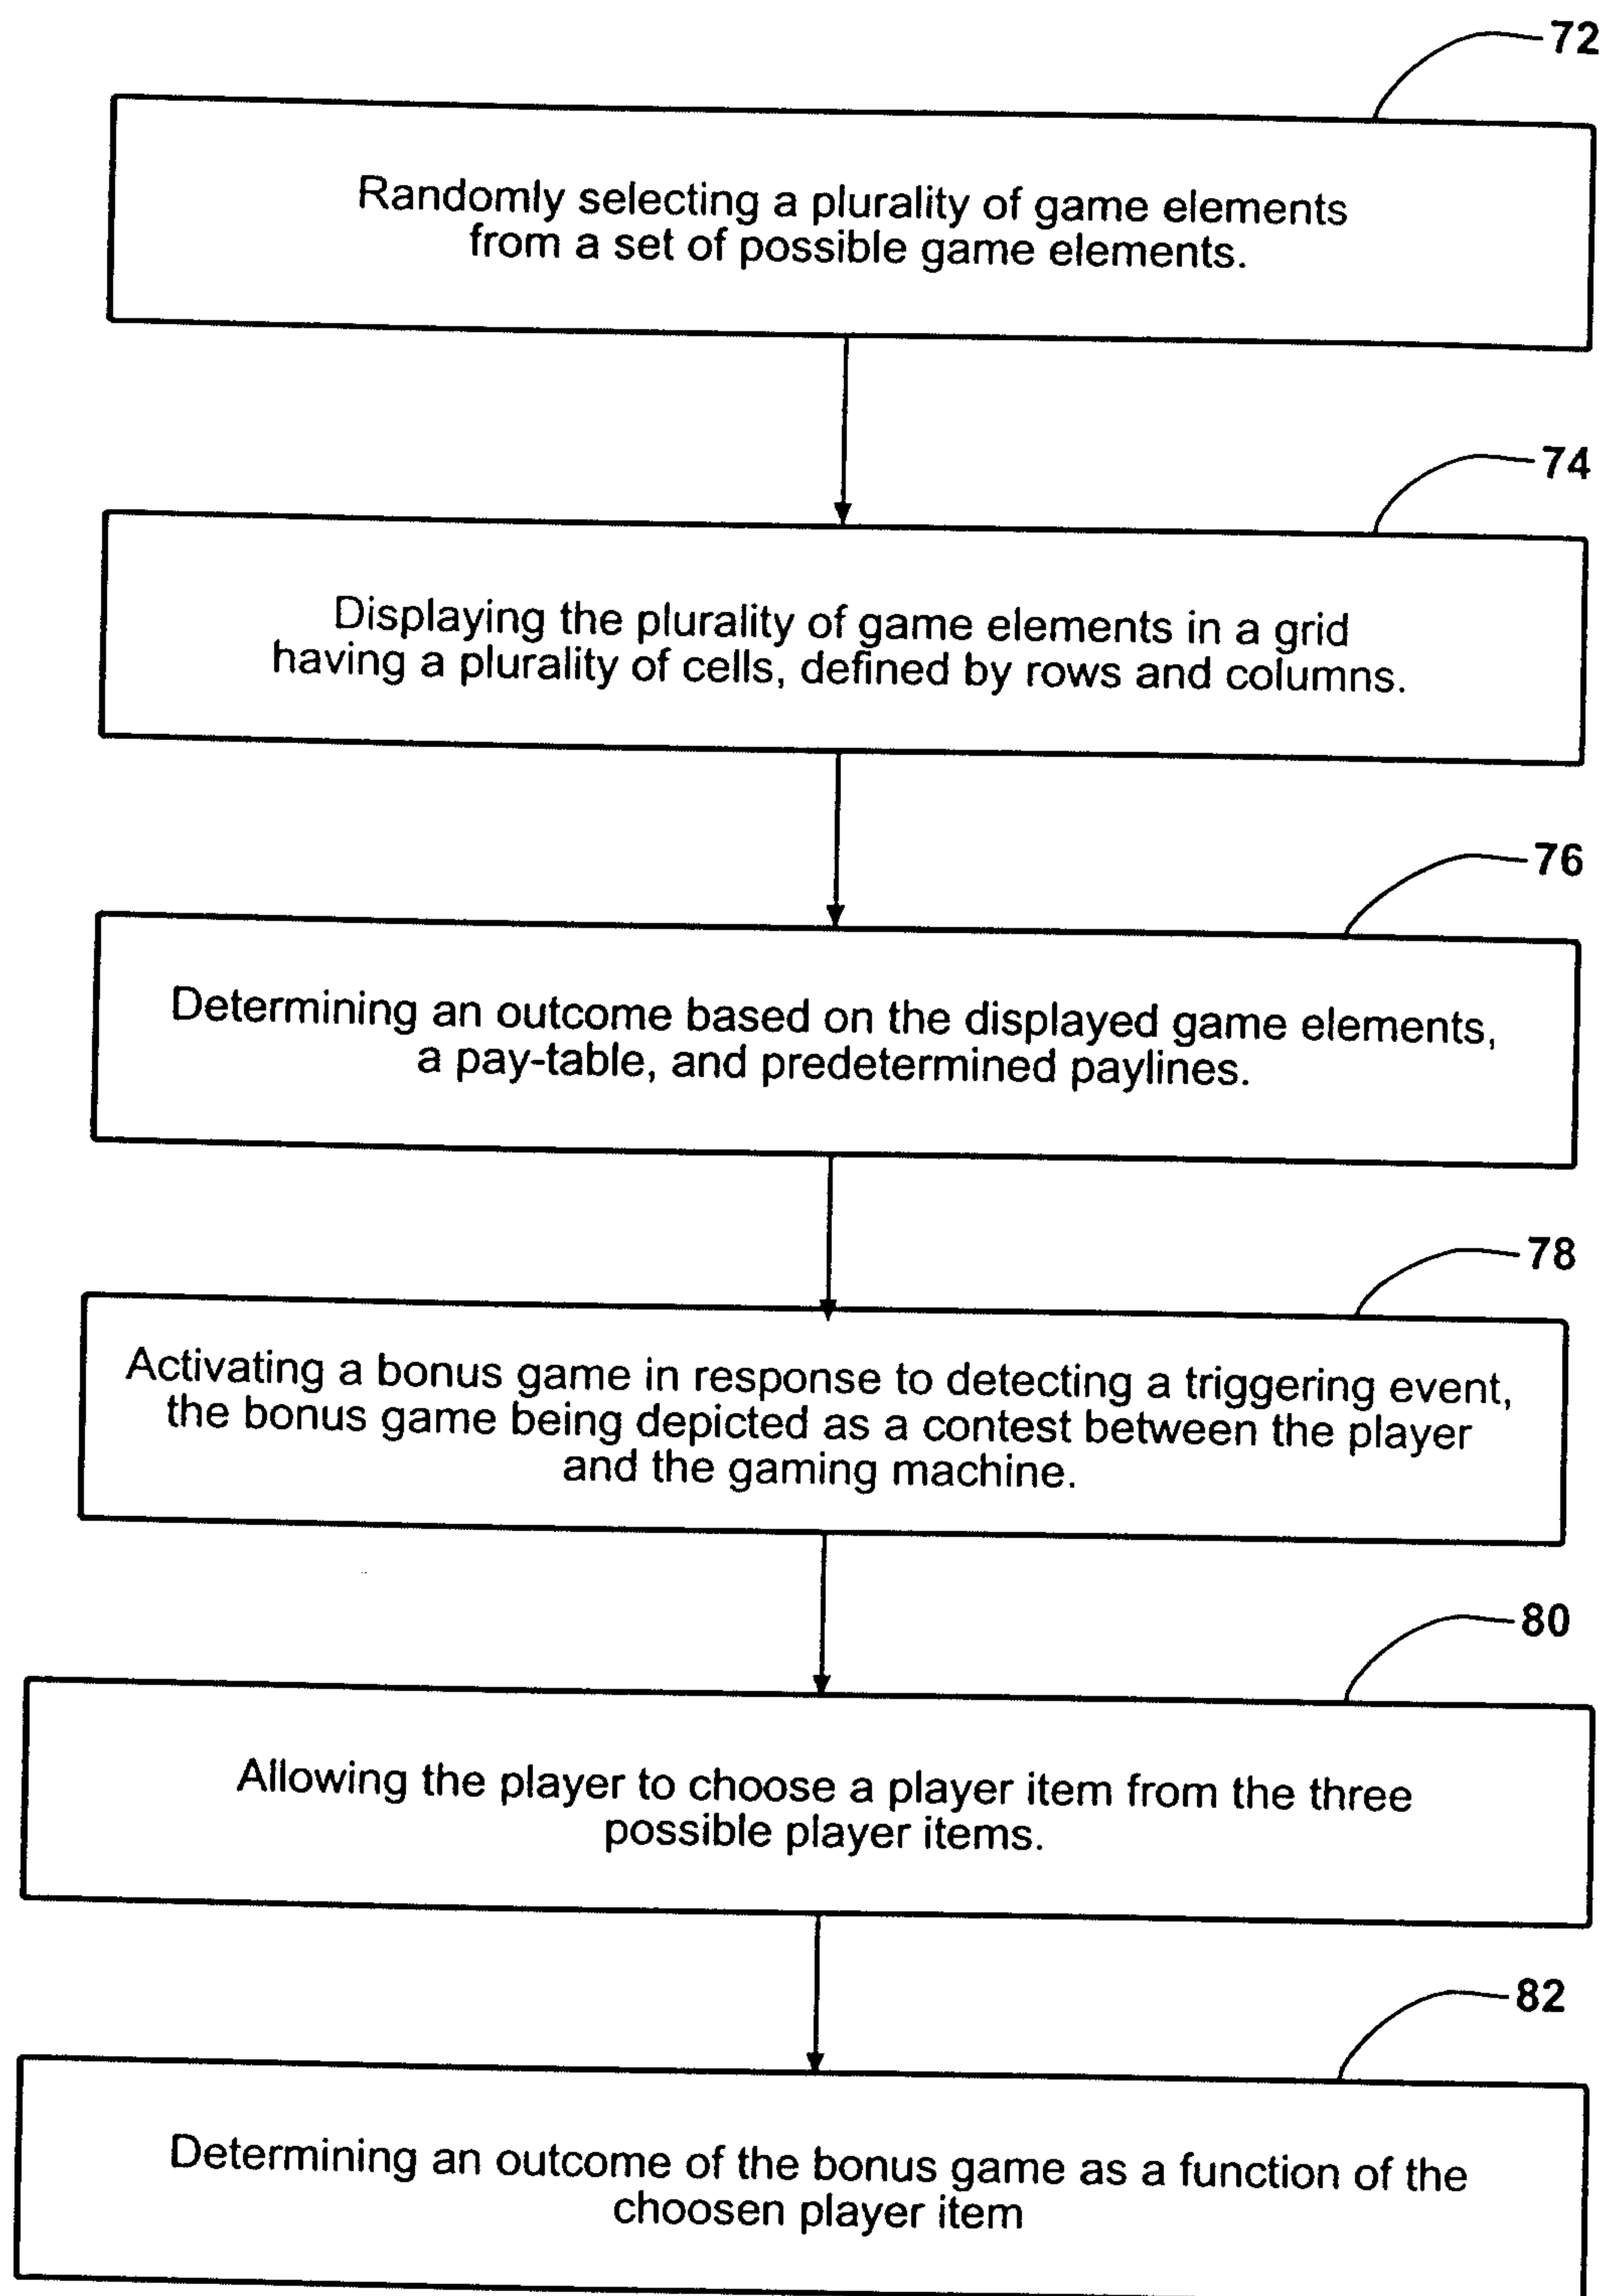 72
Randomly selecting a plurality of game elements
from a set of possible game elements.
74
Displaying the plurality of game elements in a grid
having a plurality of cells, defined by rows and columns.
76
Determining an outcome based on the displayed game elements,
a pay-table, and predetermined paylines.
78
Activating a bonus game in response to detecting a triggering event,
the bonus game being depicted as a contest between the player
and the gaming machine.
80
Allowing the player to choose a player item from the three
possible player items.
82
Determining an outcome of the bonus game as a function of the
choosen player item